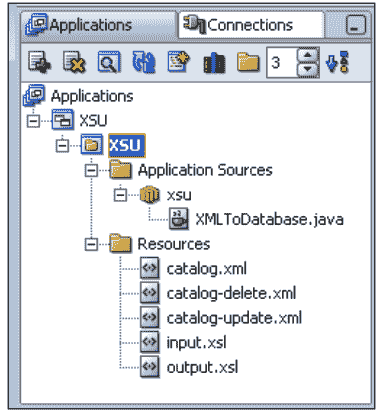 Applications Connections
3
Applications
XSU
XSU
Application Sources
xsu
XMLToDatabase.java
Resources
catalog.xml
catalog-delete.xml
catalog-update.xml
input.xsl
output.xsl